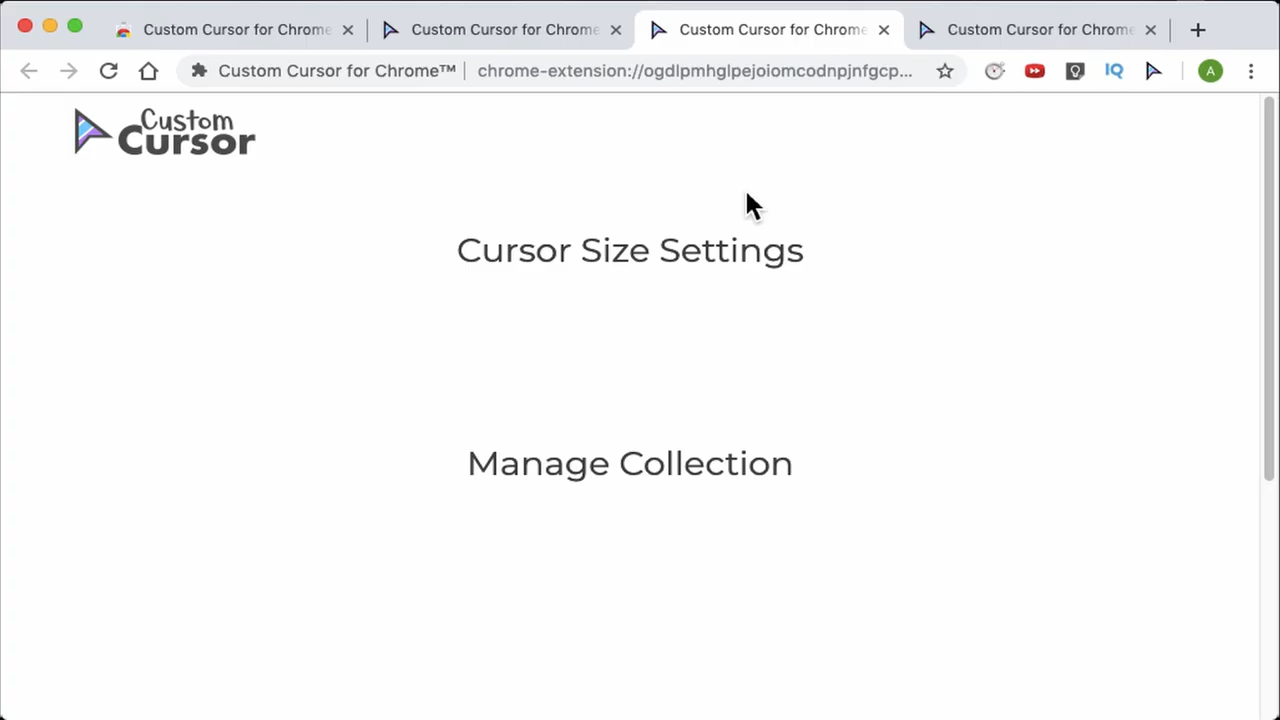 Custom Cursor for Chrome
Custom Cursor for Chrome
Custom Cursor for Chrome
Custom Cursor for Chrome
Custom Cursor for Chrome™ chrome-extension://ogdlpmhglpejoiomcodnpjnfgcp...
IQ
A
Custom
Cursor
Cursor Size Settings
Manage Collection